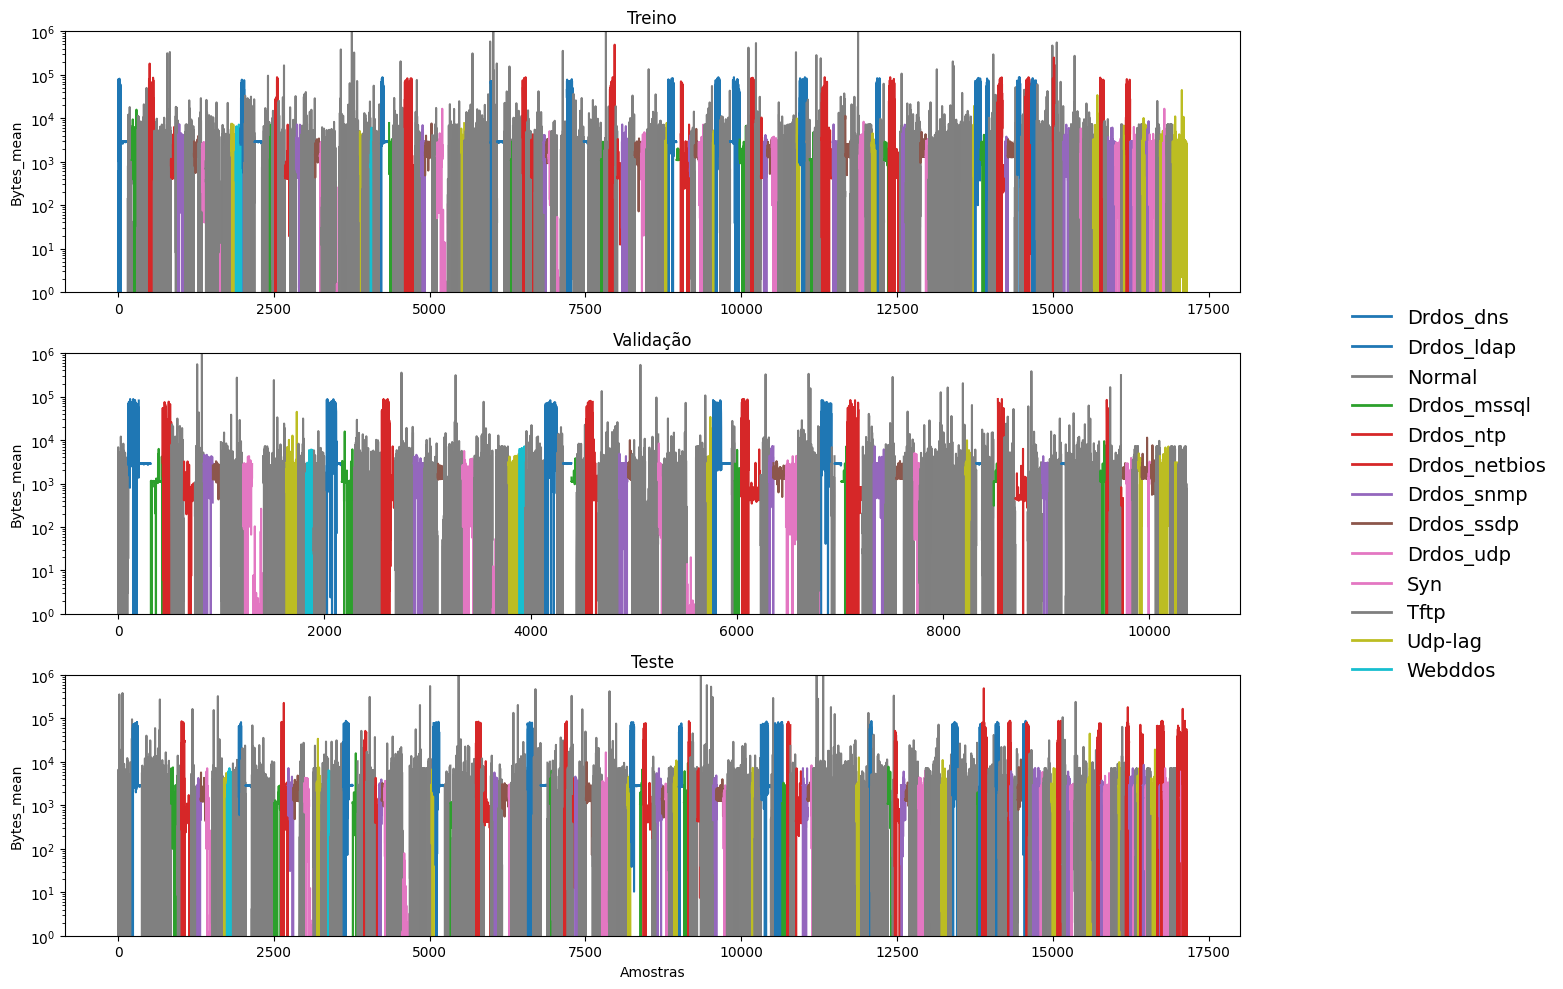 Treino
10^6
10^5
10^4
10^3
10^2
10^1
10^0
Bytes_mean
0 2500 5000 7500 10000 12500 15000 17500
Validação
10^6
10^5
10^4
10^3
10^2
10^1
10^0
Bytes_mean
0 2000 4000 6000 8000 10000
Teste
10^6
10^5
10^4
10^3
10^2
10^1
10^0
Bytes_mean
0 2500 5000 7500 10000 12500 15000 17500
Amostras
Drdos_dns
Drdos_ldap
Normal
Drdos_mssql
Drdos_ntp
Drdos_netbios
Drdos_snmp
Drdos_ssdp
Drdos_udp
Syn
Tftp
Udp-lag
Webddos